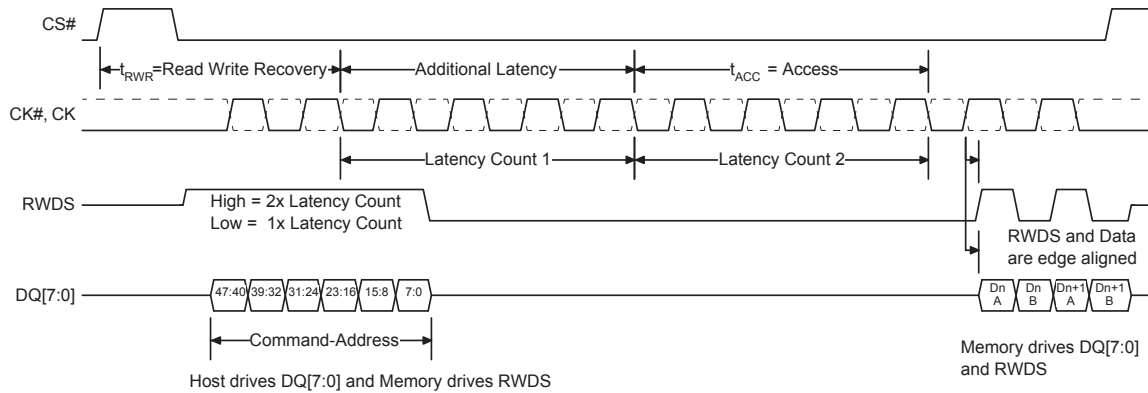 CS#
tRWR=Read Write Recovery
Additional Latency
tACC = Access
CK#, CK
Latency Count 1
Latency Count 2
RWDS
High = 2x Latency Count
Low = 1x Latency Count
RWDS and Data
are edge aligned
DQ[7:0]
47:40 39:32 31:24 23:16 15:8 7:0
Dn A
Dn B
Dn+1 A
Dn+1 B
Command-Address
Host drives DQ[7:0] and Memory drives RWDS
Memory drives DQ[7:0]
and RWDS